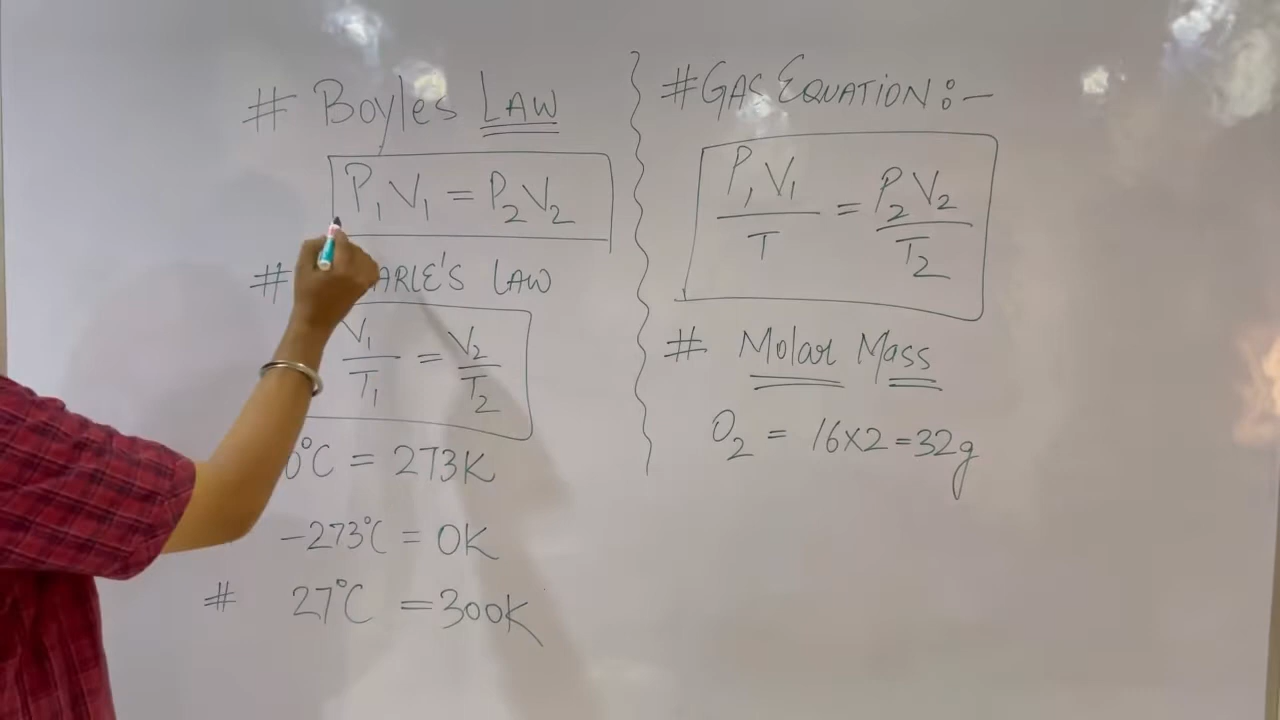 # Boyles LAW
P₁V₁ = P₂V₂
# ARLE'S LAW
V₁/T₁ = V₂/T₂
0°C = 273K
-273°C = 0K
# 27°C = 300K
#GAS EQUATION:-
P₁V₁/T = P₂V₂/T₂
# Molar Mass
O₂ = 16×2=32g